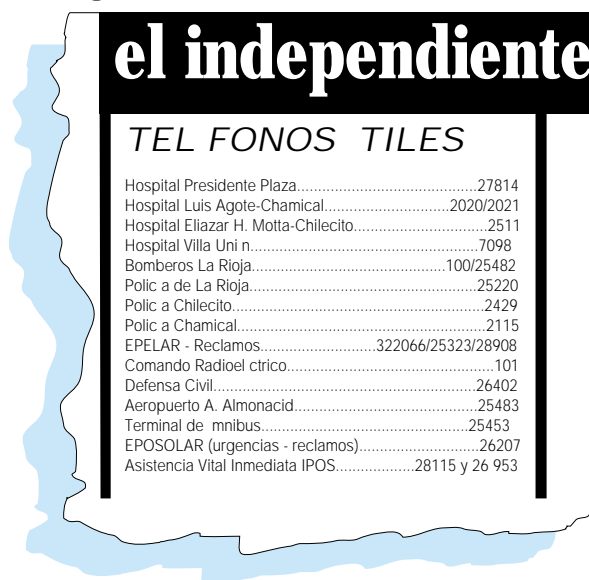 el independiente
TEL FONOS TILES
Hospital Presidente Plaza..........................................27814
Hospital Luis Agote-Chamical.............................2020/2021
Hospital Eliazar H. Motta-Chilecito...............................2511
Hospital Villa Uni n.....................................................7098
Bomberos La Rioja.............................................100/25482
Polic a de La Rioja.....................................................25220
Polic a Chilecito...........................................................2429
Polic a Chamical..........................................................2115
EPELAR - Reclamos...........................322066/25323/28908
Comando Radioel ctrico................................................101
Defensa Civil.............................................................26402
Aeropuerto A. Almonacid...........................................25483
Terminal de mnibus................................................25453
EPOSOLAR (urgencias - reclamos)............................26207
Asistencia Vital Inmediata IPOS...................28115 y 26 953